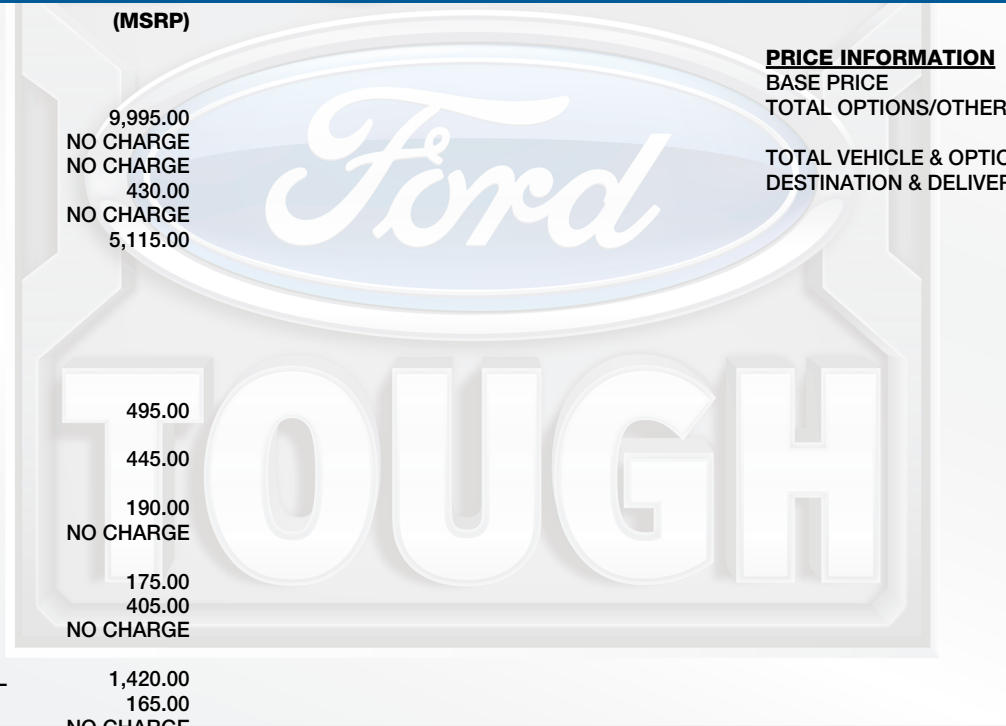 (MSRP)
9,995.00
NO CHARGE
NO CHARGE
430.00
NO CHARGE
5,115.00
495.00
445.00
190.00
NO CHARGE
175.00
405.00
NO CHARGE
1,420.00
165.00
NO CHARGE
PRICE INFORMATION
BASE PRICE
TOTAL OPTIONS/OTHER
TOTAL VEHICLE & OPTIO
DESTINATION & DELIVER
Ford
TOUGH